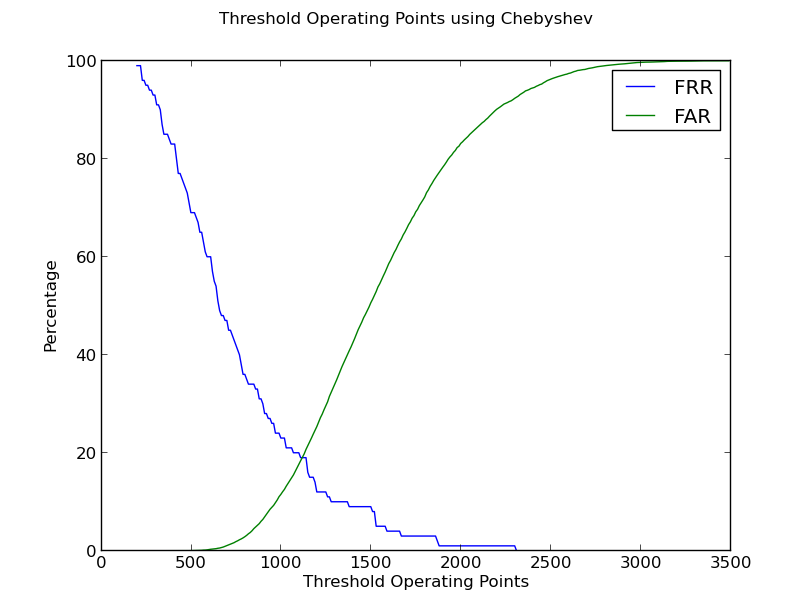 Threshold Operating Points using Chebyshev
100
80
60
40
20
0
Percentage
FRR
FAR
0 500 1000 1500 2000 2500 3000 3500
Threshold Operating Points